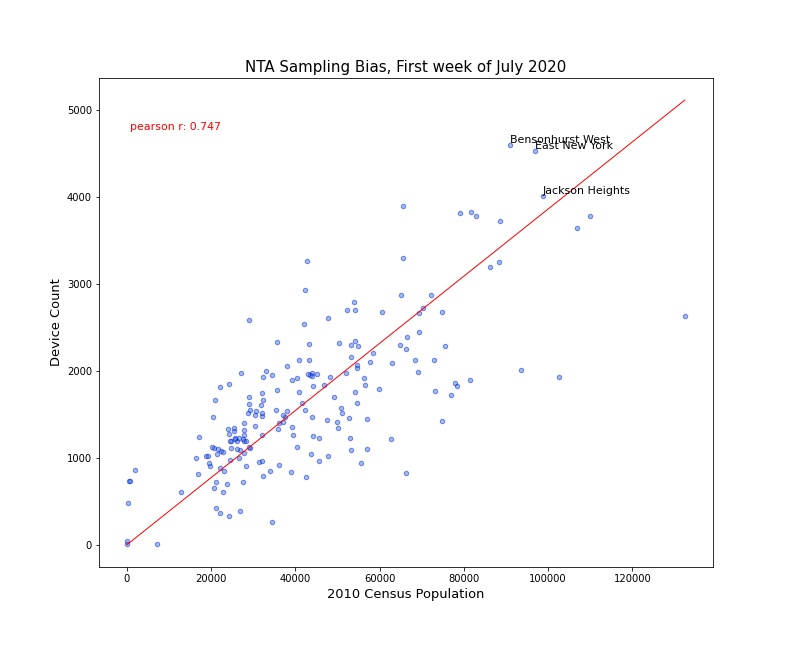 NTA Sampling Bias, First week of July 2020
pearson r: 0.747
Bensonhurst West
East New York
Jackson Heights
Device Count
5000
4000
3000
2000
1000
0
0 20000 40000 60000 80000 100000 120000
2010 Census Population